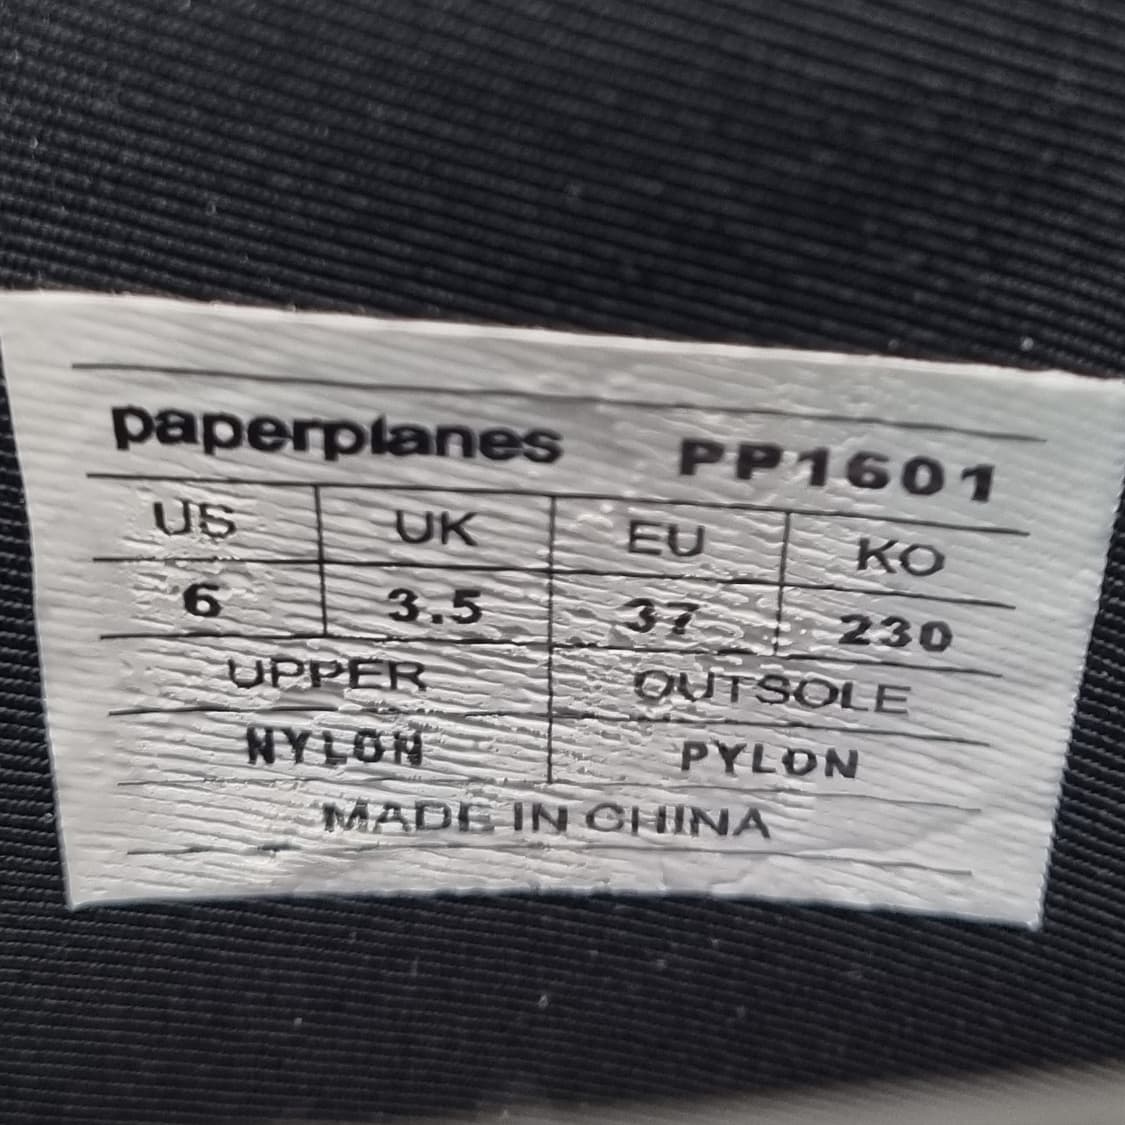 paperplanes PP1601
US UK EU KO
6 3.5 37 230
UPPER OUTSOLE
NYLON PYLON
MADE IN CHINA